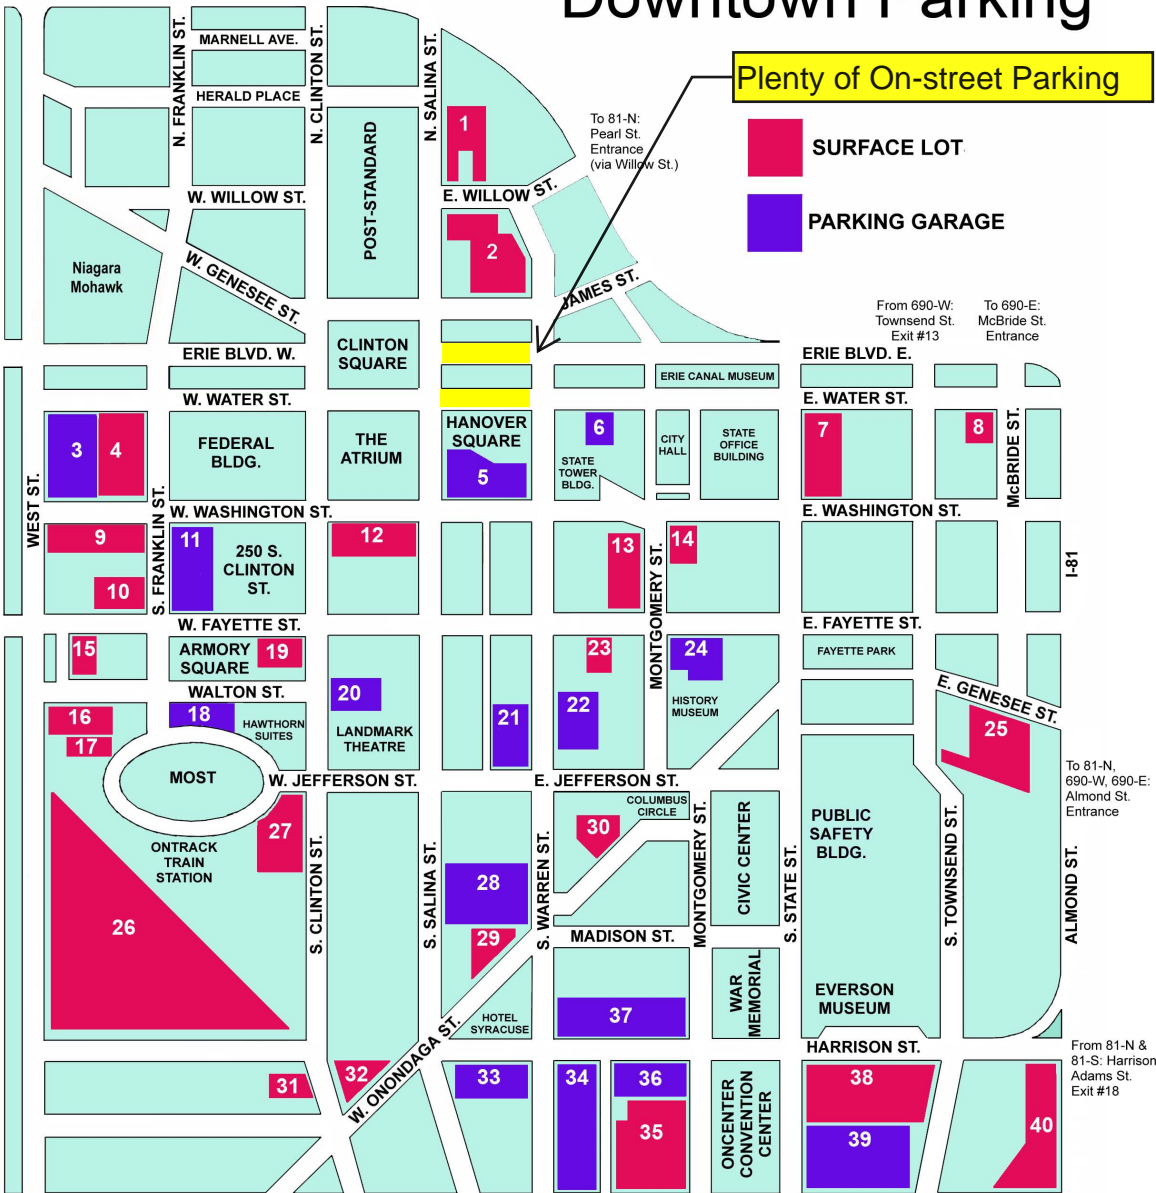 Downtown Parking
Plenty of On-street Parking
SURFACE LOT
PARKING GARAGE
N. FRANKLIN ST.
MARNELL AVE.
N. CLINTON ST.
N. SALINA ST.
HERALD PLACE
POST-STANDARD
1
To 81-N:
Pearl St.
Entrance
(via Willow St.)
W. WILLOW ST.
E. WILLOW ST.
2
Niagara
Mohawk
W. GENESEE ST.
JAMES ST.
From 690-W:
Townsend St.
Exit #13
To 690-E:
McBride St.
Entrance
ERIE BLVD. W.
CLINTON
SQUARE
ERIE BLVD. E.
ERIE CANAL MUSEUM
W. WATER ST.
E. WATER ST.
3
4
FEDERAL
BLDG.
THE
ATRIUM
HANOVER
SQUARE
5
6
STATE
TOWER
BLDG.
CITY
HALL
STATE
OFFICE
BUILDING
7
8
McBRIDE ST.
WEST ST.
S. FRANKLIN ST.
W. WASHINGTON ST.
E. WASHINGTON ST.
9
10
11
250 S.
CLINTON
ST.
12
13
MONTGOMERY ST.
14
I-81
W. FAYETTE ST.
E. FAYETTE ST.
15
ARMORY
SQUARE
19
23
24
FAYETTE PARK
WALTON ST.
20
22
HISTORY
MUSEUM
E. GENESEE ST.
16
17
18
HAWTHORN
SUITES
LANDMARK
THEATRE
21
25
MOST
W. JEFFERSON ST.
E. JEFFERSON ST.
To 81-N,
690-W, 690-E:
Almond St.
Entrance
COLUMBUS
CIRCLE
27
30
CIVIC CENTER
PUBLIC
SAFETY
BLDG.
ONTRACK
TRAIN
STATION
S. CLINTON ST.
S. SALINA ST.
28
S. WARREN ST.
MONTGOMERY ST.
S. STATE ST.
S. TOWNSEND ST.
ALMOND ST.
26
29
MADISON ST.
WAR
MEMORIAL
EVERSON
MUSEUM
HOTEL
SYRACUSE
37
W. ONONDAGA ST.
HARRISON ST.
From 81-N &
81-S: Harrison
Adams St.
Exit #18
31
32
33
34
36
35
ONCENTER
CONVENTION
CENTER
38
39
40